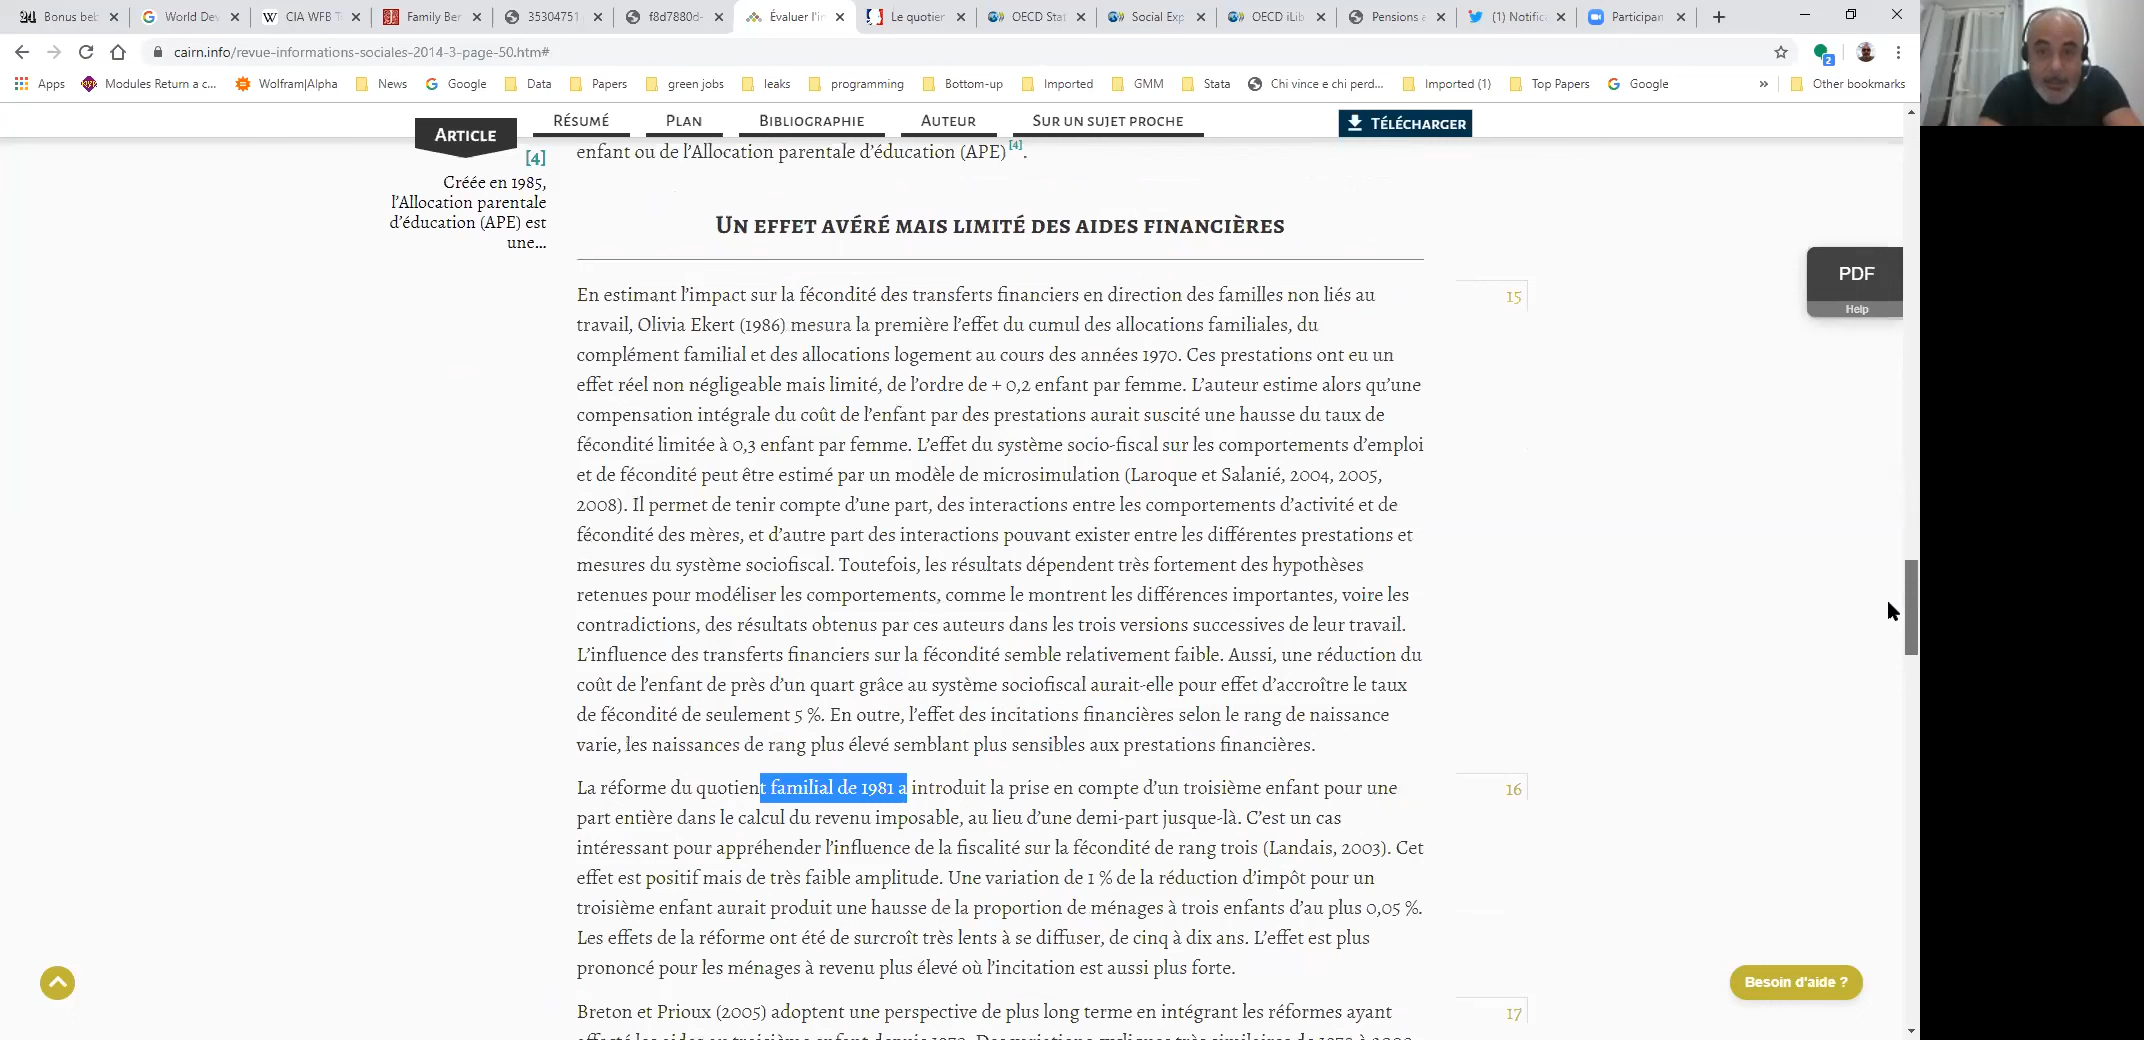 Bonus beb
World Dev
CIA WFB T
Family Ber
35304751
f8d7880d-
Évaluer l'i
Le quotier
OECD Stat
Social Exp
OECD iLib
Pensions a
(1) Notific
Participan
cairn.info/revue-informations-sociales-2014-3-page-50.htm#
2
Apps
Modules Return a c...
Wolfram|Alpha
News
Google
Data
Papers
green jobs
leaks
programming
Bottom-up
Imported
GMM
Stata
Chi vince e chi perd...
Imported (1)
Top Papers
Google
»
Other bookmarks
ARTICLE
RÉSUMÉ
PLAN
BIBLIOGRAPHIE
AUTEUR
SUR UN SUJET PROCHE
TÉLÉCHARGER
[4]
Créée en 1985,
l'Allocation parentale
d'éducation (APE) est
une...
enfant ou de l'Allocation parentale d'éducation (APE) [4].
UN EFFET AVÉRÉ MAIS LIMITÉ DES AIDES FINANCIÈRES
PDF
Help
15
En estimant l'impact sur la fécondité des transferts financiers en direction des familles non liés au
travail, Olivia Ekert (1986) mesura la première l'effet du cumul des allocations familiales, du
complément familial et des allocations logement au cours des années 1970. Ces prestations ont eu un
effet réel non négligeable mais limité, de l'ordre de + 0,2 enfant par femme. L'auteur estime alors qu'une
compensation intégrale du coût de l'enfant par des prestations aurait suscité une hausse du taux de
fécondité limitée à 0,3 enfant par femme. L'effet du système socio-fiscal sur les comportements d'emploi
et de fécondité peut être estimé par un modèle de microsimulation (Laroque et Salanié, 2004, 2005,
2008). Il permet de tenir compte d'une part, des interactions entre les comportements d'activité et de
fécondité des mères, et d'autre part des interactions pouvant exister entre les différentes prestations et
mesures du système sociofiscal. Toutefois, les résultats dépendent très fortement des hypothèses
retenues pour modéliser les comportements, comme le montrent les différences importantes, voire les
contradictions, des résultats obtenus par ces auteurs dans les trois versions successives de leur travail.
L'influence des transferts financiers sur la fécondité semble relativement faible. Aussi, une réduction du
coût de l'enfant de près d'un quart grâce au système sociofiscal aurait-elle pour effet d'accroître le taux
de fécondité de seulement 5 %. En outre, l'effet des incitations financières selon le rang de naissance
varie, les naissances de rang plus élevé semblant plus sensibles aux prestations financières.
16
La réforme du quotient familial de 1981 a introduit la prise en compte d'un troisième enfant pour une
part entière dans le calcul du revenu imposable, au lieu d'une demi-part jusque-là. C'est un cas
intéressant pour appréhender l'influence de la fiscalité sur la fécondité de rang trois (Landais, 2003). Cet
effet est positif mais de très faible amplitude. Une variation de 1 % de la réduction d'impôt pour un
troisième enfant aurait produit une hausse de la proportion de ménages à trois enfants d'au plus 0,05 %.
Les effets de la réforme ont été de surcroît très lents à se diffuser, de cinq à dix ans. L'effet est plus
prononcé pour les ménages à revenu plus élevé où l'incitation est aussi plus forte.
Besoin d'aide ?
17
Breton et Prioux (2005) adoptent une perspective de plus long terme en intégrant les réformes ayant